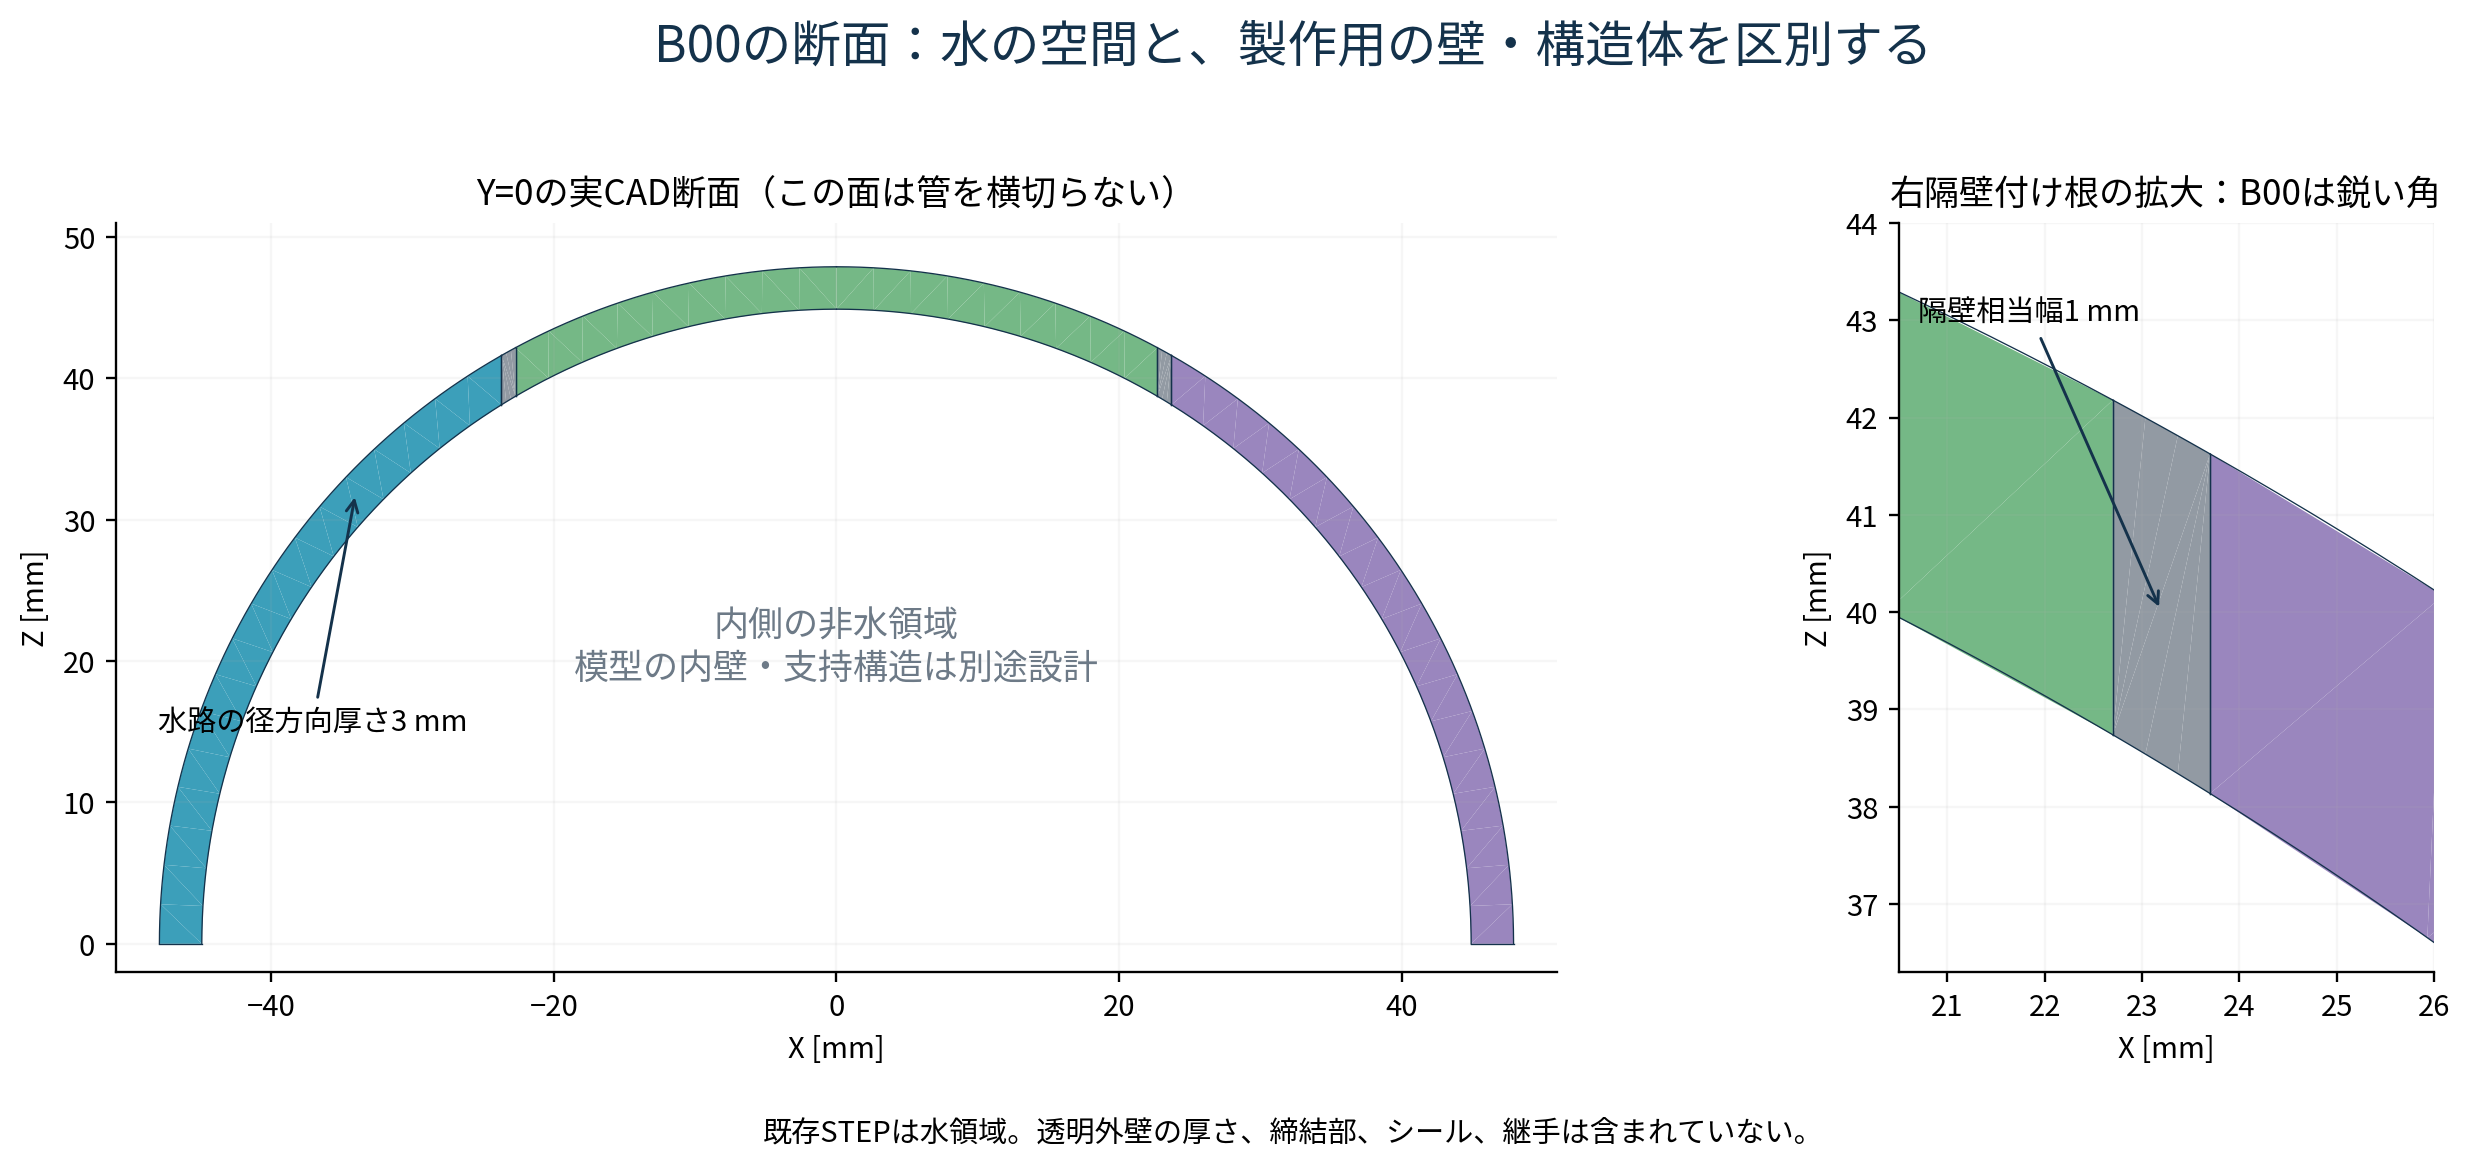 B00の断面：水の空間と、製作用の壁・構造体を区別する
Y=0の実CAD断面（この面は管を横切らない）
50
40
30
20
10
0
Z [mm]
水路の径方向厚さ3 mm
内側の非水領域
模型の内壁・支持構造は別途設計
−40
−20
0
20
40
X [mm]
右隔壁付け根の拡大：B00は鋭い角
44
43
42
41
40
39
38
37
Z [mm]
隔壁相当幅1 mm
21
22
23
24
25
26
X [mm]
既存STEPは水領域。透明外壁の厚さ、締結部、シール、継手は含まれていない。